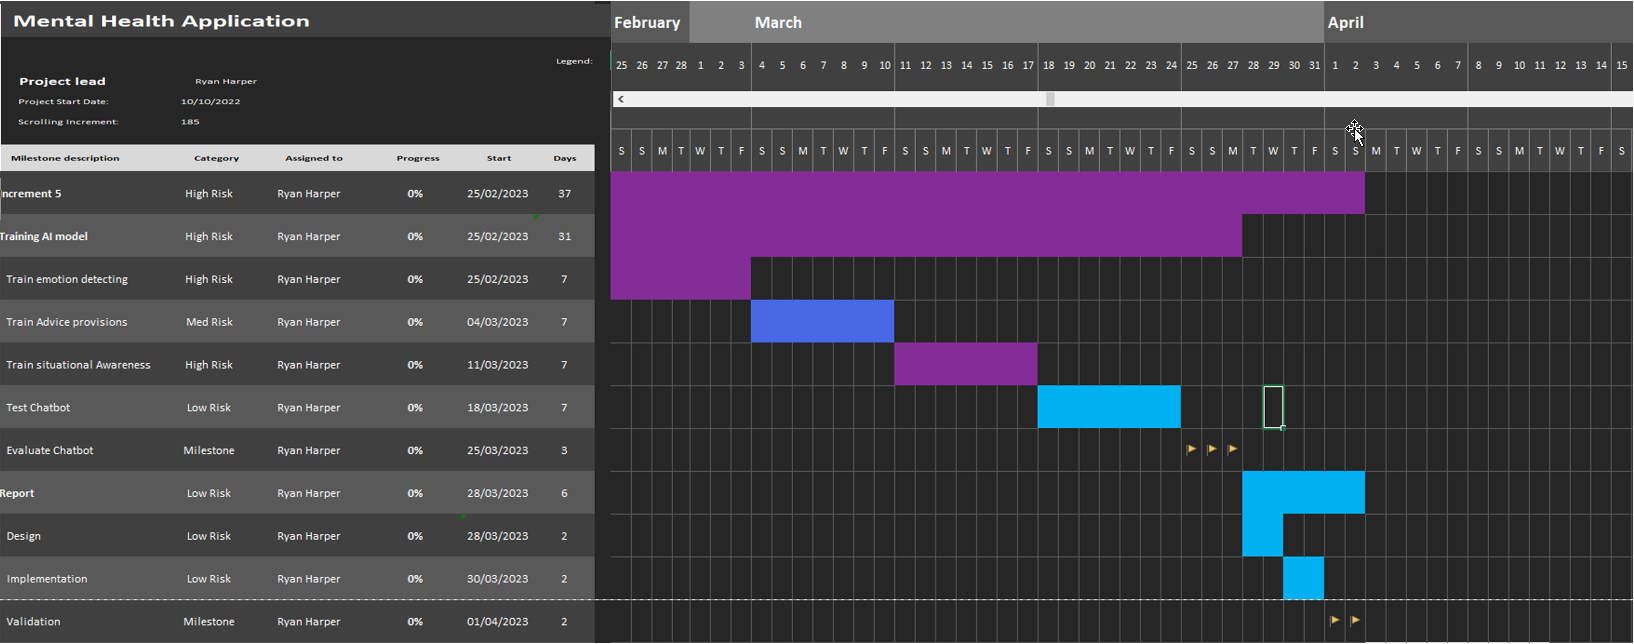 Mental Health Application
February March April
Legend:
25 26 27 28 1 2 3 4 5 6 7 8 9 10 11 12 13 14 15 16 17 18 19 20 21 22 23 24 25 26 27 28 29 30 31 1 2 3 4 5 6 7 8 9 10 11 12 13 14 15
Project lead Ryan Harper
Project Start Date: 10/10/2022
Scrolling Increment: 185
Milestone description Category Assigned to Progress Start Days
S S M T W T F S S M T W T F S S M T W T F S S M T W T F S S M T W T F S S M T W T F S S M T W T F S
ncrement 5 High Risk Ryan Harper 0% 25/02/2023 37
Training AI model High Risk Ryan Harper 0% 25/02/2023 31
Train emotion detecting High Risk Ryan Harper 0% 25/02/2023 7
Train Advice provisions Med Risk Ryan Harper 0% 04/03/2023 7
Train situational Awareness High Risk Ryan Harper 0% 11/03/2023 7
Test Chatbot Low Risk Ryan Harper 0% 18/03/2023 7
Evaluate Chatbot Milestone Ryan Harper 0% 25/03/2023 3
Report Low Risk Ryan Harper 0% 28/03/2023 6
Design Low Risk Ryan Harper 0% 28/03/2023 2
Implementation Low Risk Ryan Harper 0% 30/03/2023 2
Validation Milestone Ryan Harper 0% 01/04/2023 2